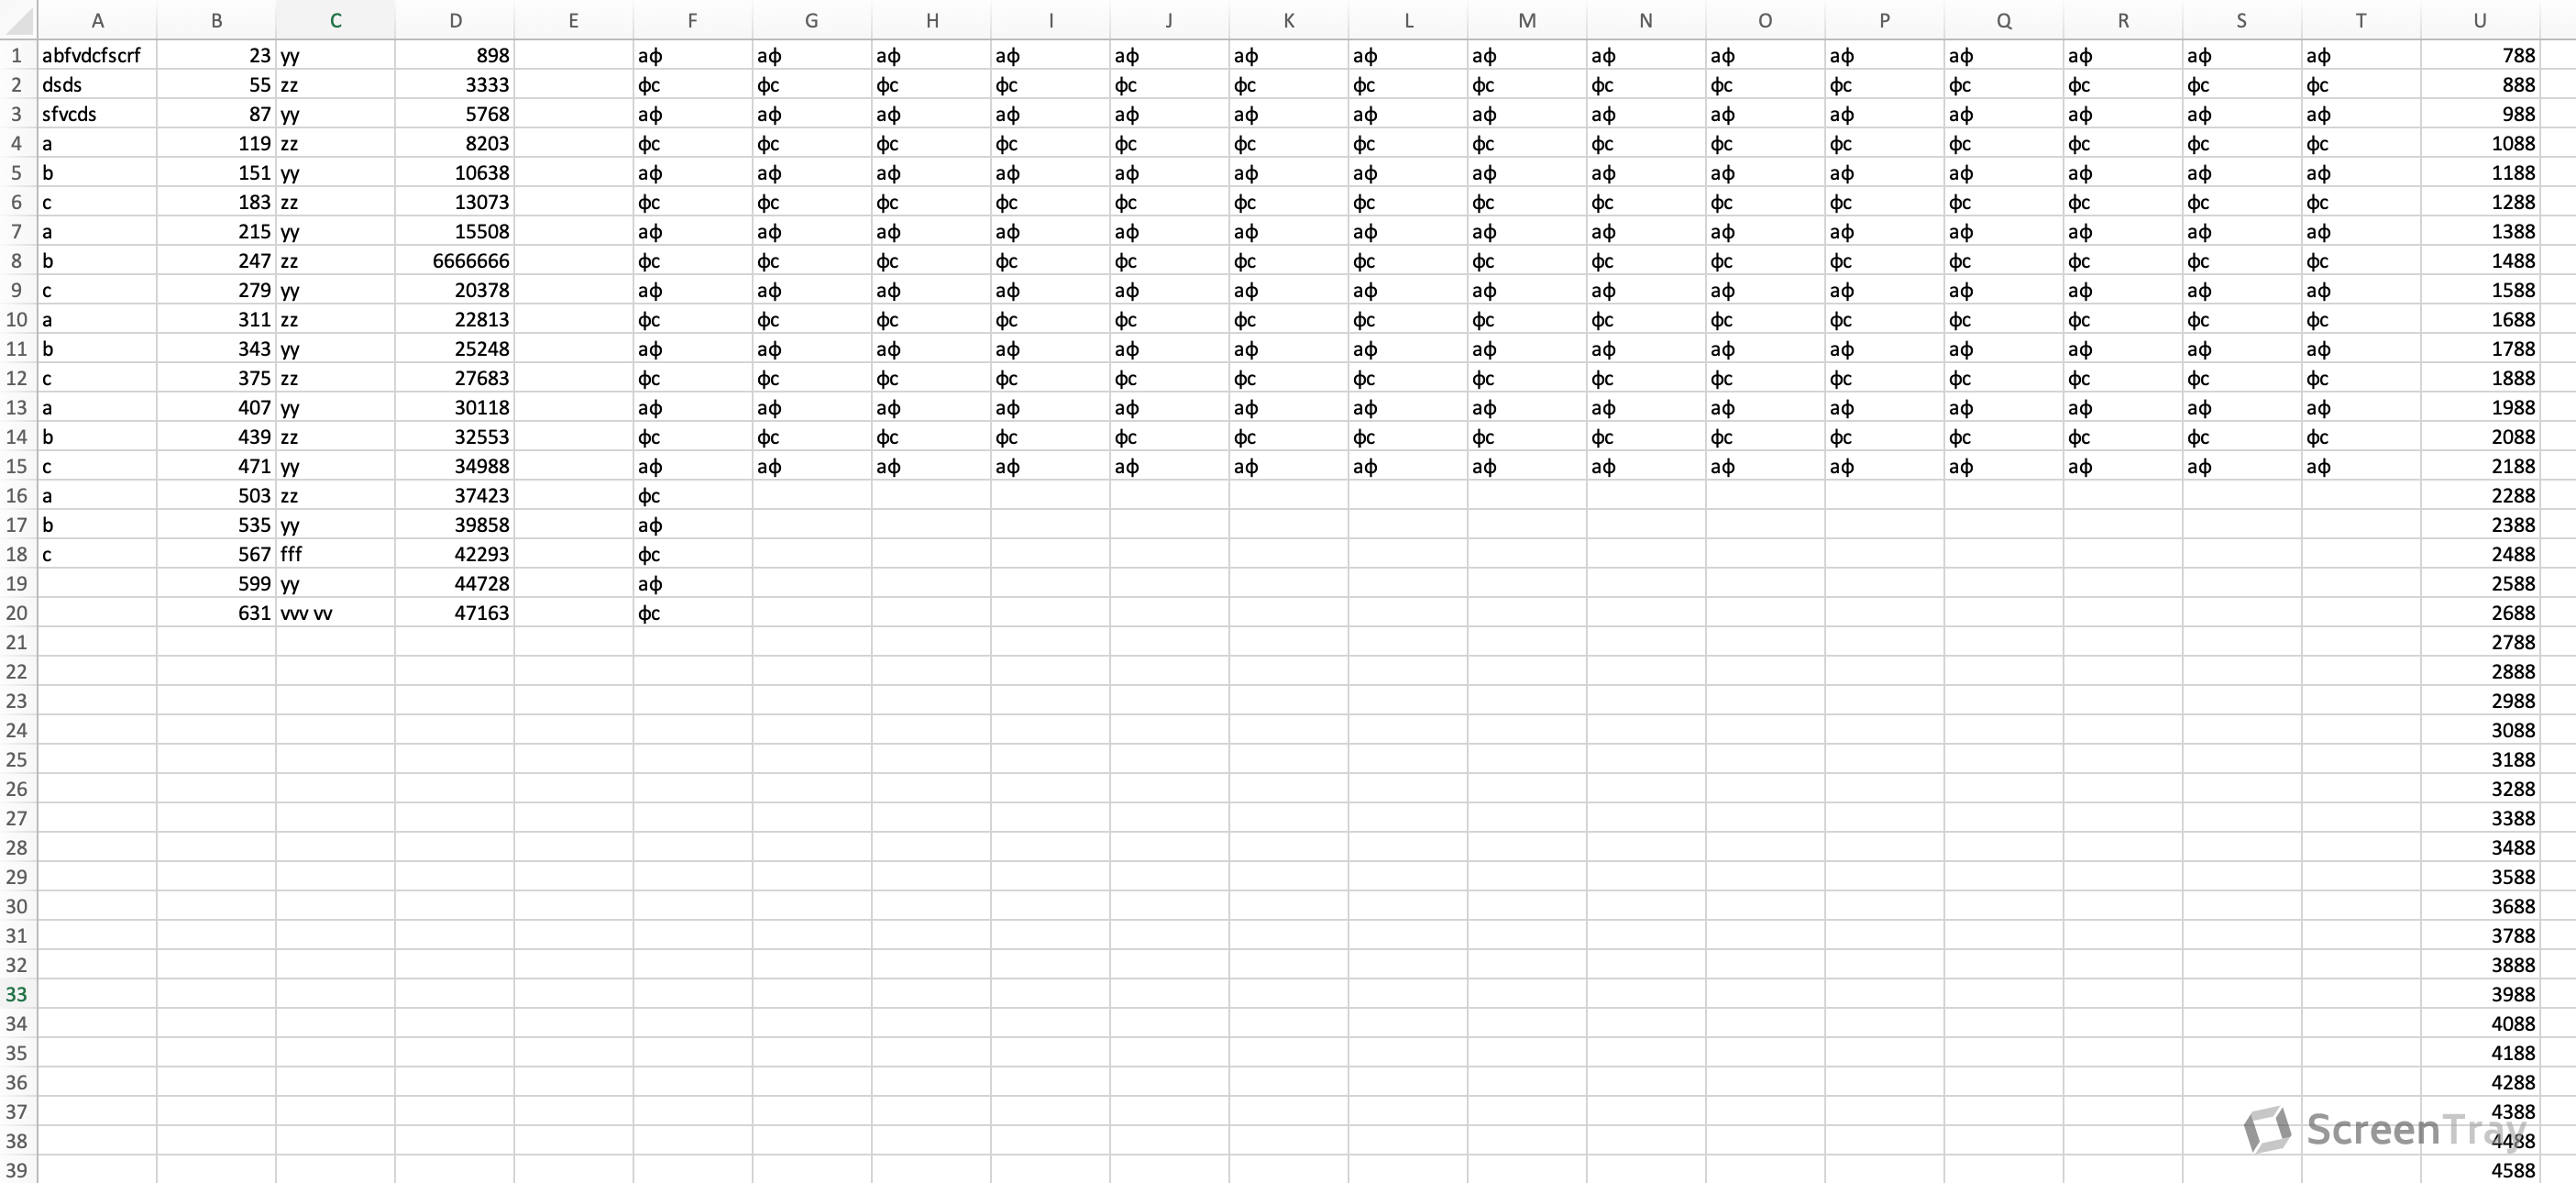 A B C D E F G H I J K L M N O P Q R S T U
1 abfvdcfscrf 23 yy 898 аф аф аф аф аф аф аф аф аф аф аф аф аф аф аф 788
2 dsds 55 zz 3333 фс фс фс фс фс фс фс фс фс фс фс фс фс фс фс 888
3 sfvcds 87 yy 5768 аф аф аф аф аф аф аф аф аф аф аф аф аф аф аф 988
4 a 119 zz 8203 фс фс фс фс фс фс фс фс фс фс фс фс фс фс фс 1088
5 b 151 yy 10638 аф аф аф аф аф аф аф аф аф аф аф аф аф аф аф 1188
6 c 183 zz 13073 фс фс фс фс фс фс фс фс фс фс фс фс фс фс фс 1288
7 a 215 yy 15508 аф аф аф аф аф аф аф аф аф аф аф аф аф аф аф 1388
8 b 247 zz 6666666 фс фс фс фс фс фс фс фс фс фс фс фс фс фс фс 1488
9 c 279 yy 20378 аф аф аф аф аф аф аф аф аф аф аф аф аф аф аф 1588
10 a 311 zz 22813 фс фс фс фс фс фс фс фс фс фс фс фс фс фс фс 1688
11 b 343 yy 25248 аф аф аф аф аф аф аф аф аф аф аф аф аф аф аф 1788
12 c 375 zz 27683 фс фс фс фс фс фс фс фс фс фс фс фс фс фс фс 1888
13 a 407 yy 30118 аф аф аф аф аф аф аф аф аф аф аф аф аф аф аф 1988
14 b 439 zz 32553 фс фс фс фс фс фс фс фс фс фс фс фс фс фс фс 2088
15 c 471 yy 34988 аф аф аф аф аф аф аф аф аф аф аф аф аф аф аф 2188
16 a 503 zz 37423 фс 2288
17 b 535 yy 39858 аф 2388
18 c 567 fff 42293 фс 2488
19 599 yy 44728 аф 2588
20 631 vvv vv 47163 фс 2688
21 2788
22 2888
23 2988
24 3088
25 3188
26 3288
27 3388
28 3488
29 3588
30 3688
31 3788
32 3888
33 3988
34 4088
35 4188
36 4288
37 4388
38 4488
39 4588
ScreenTray